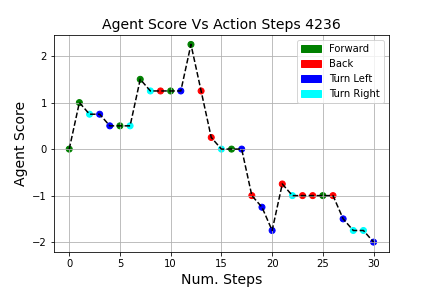 Agent Score Vs Action Steps 4236
Forward
Back
Turn Left
Turn Right
Agent Score
2
1
0
−1
−2
0 5 10 15 20 25 30
Num. Steps